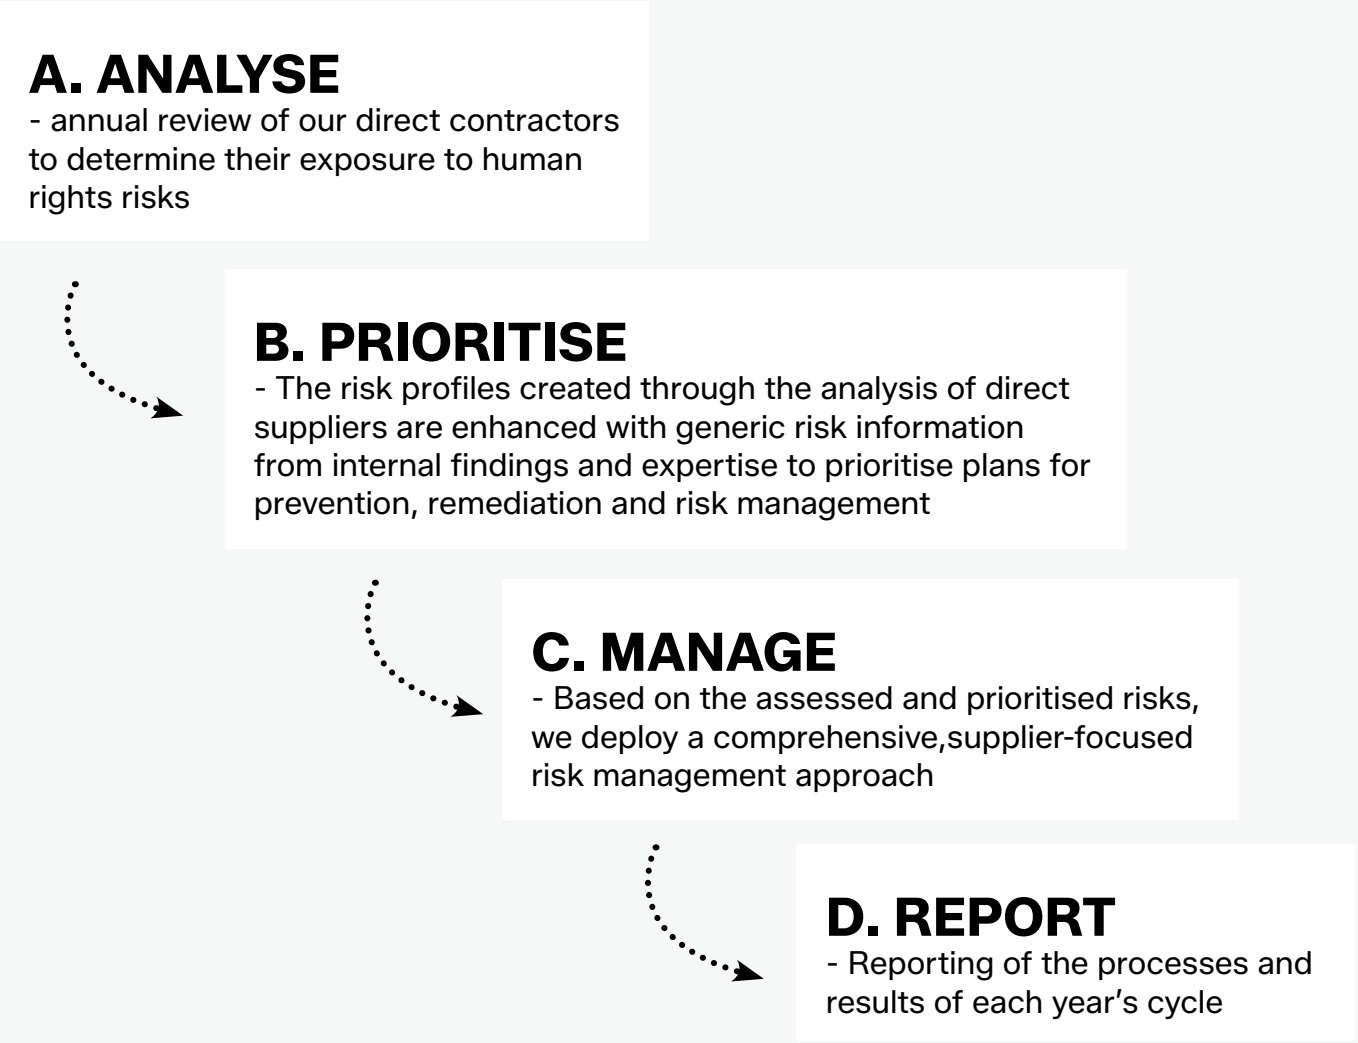 A. ANALYSE
- annual review of our direct contractors
to determine their exposure to human
rights risks
B. PRIORITISE
- The risk profiles created through the analysis of direct
suppliers are enhanced with generic risk information
from internal findings and expertise to prioritise plans for
prevention, remediation and risk management
C. MANAGE
- Based on the assessed and prioritised risks,
we deploy a comprehensive,supplier-focused
risk management approach
D. REPORT
- Reporting of the processes and
results of each year’s cycle